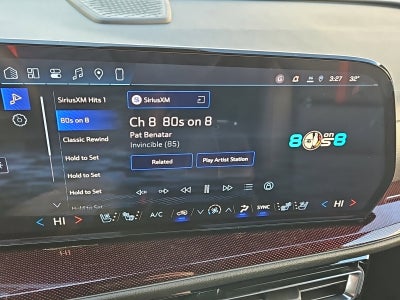 G 3:27 72°
SiriusXM Hits 1
SiriusXM
80s on 8
Ch 8 80s on 8
Pat Benatar
Classic Rewind
Invincible (85)
Hold to Set
Related
Play Artist Station
Hold to Set
Hold to Set
80s on 8
HI
A/C
SYNC
HI
HI